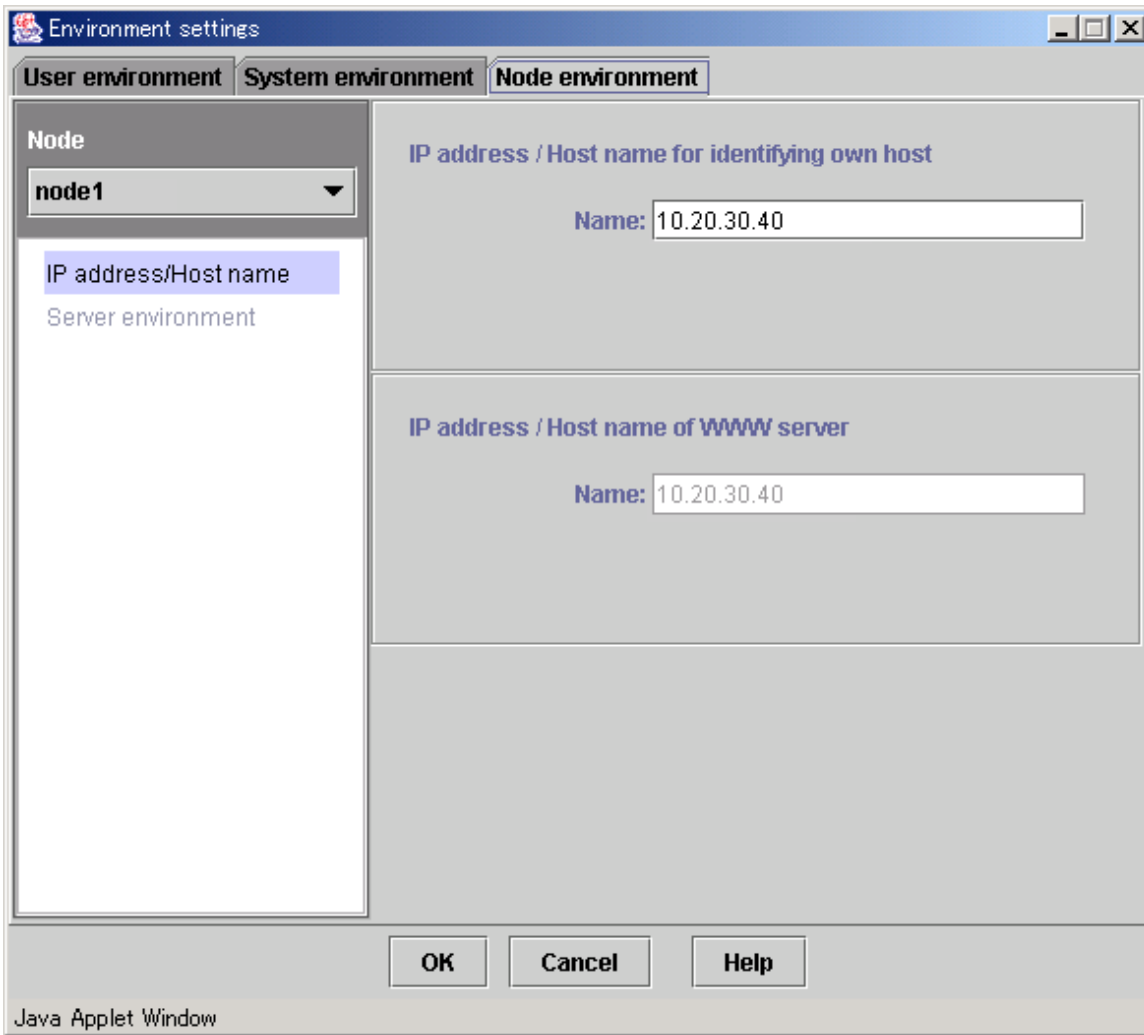 Environment settings
User environment System environment Node environment
Node
node1
IP address/Host name
Server environment
IP address / Host name for identifying own host
Name: 10.20.30.40
IP address / Host name of WWW server
Name: 10.20.30.40
OK Cancel Help
Java Applet Window